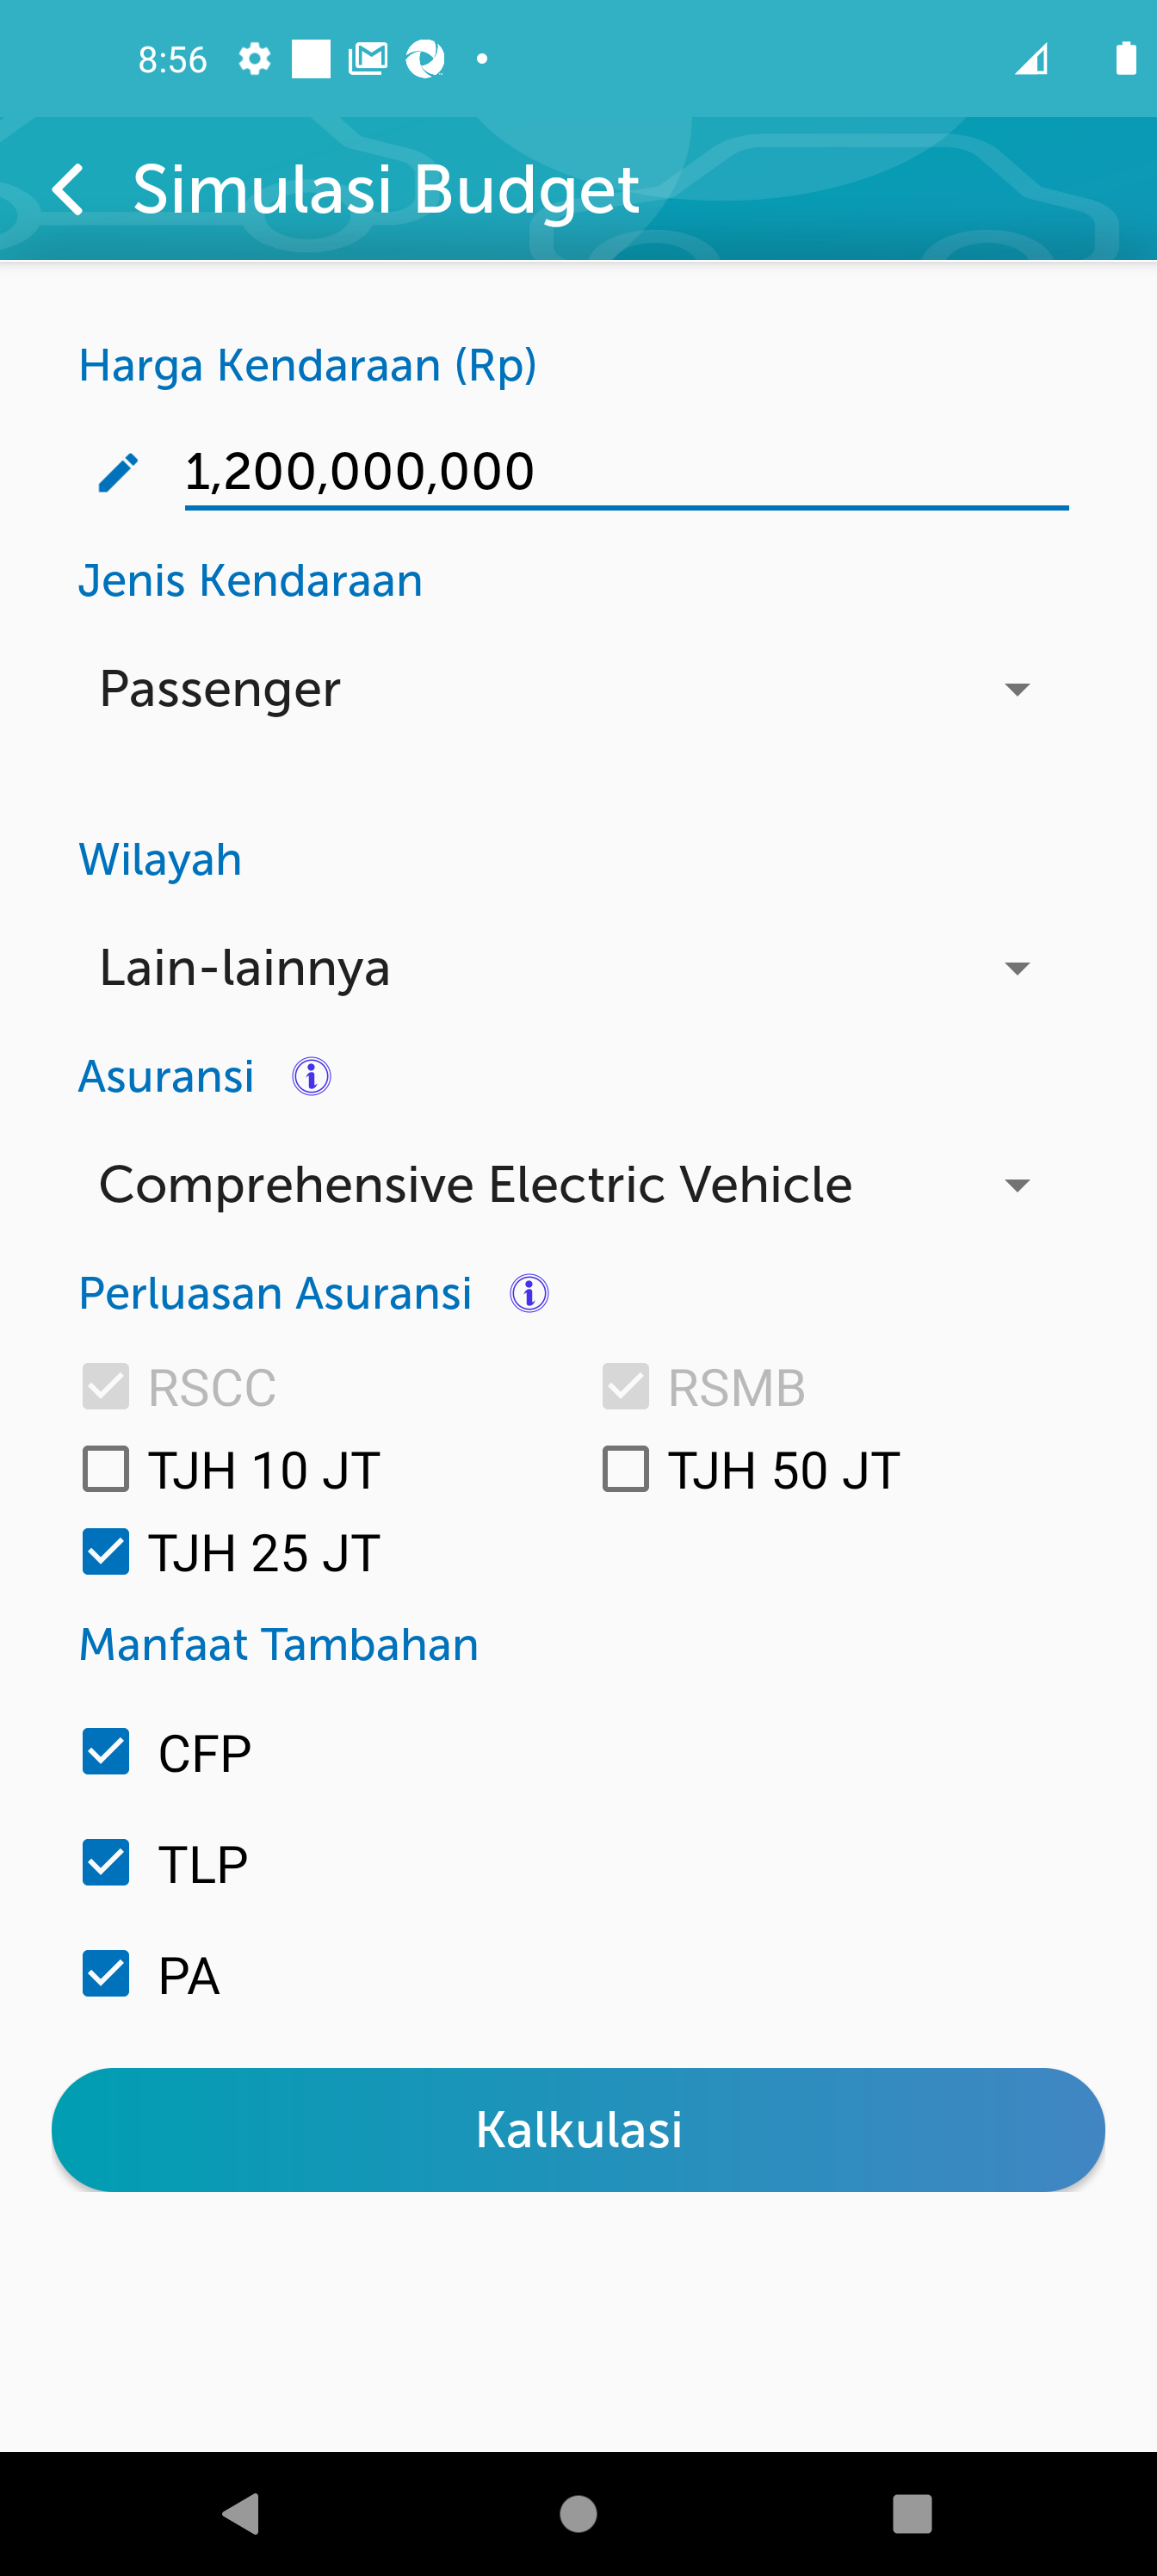 8:56
Simulasi Budget
Harga Kendaraan (Rp)
1,200,000,000
Jenis Kendaraan
Passenger
Wilayah
Lain-lainnya
Asuransi
Comprehensive Electric Vehicle
Perluasan Asuransi
RSCC
RSMB
TJH 10 JT
TJH 50 JT
TJH 25 JT
Manfaat Tambahan
CFP
TLP
PA
Kalkulasi